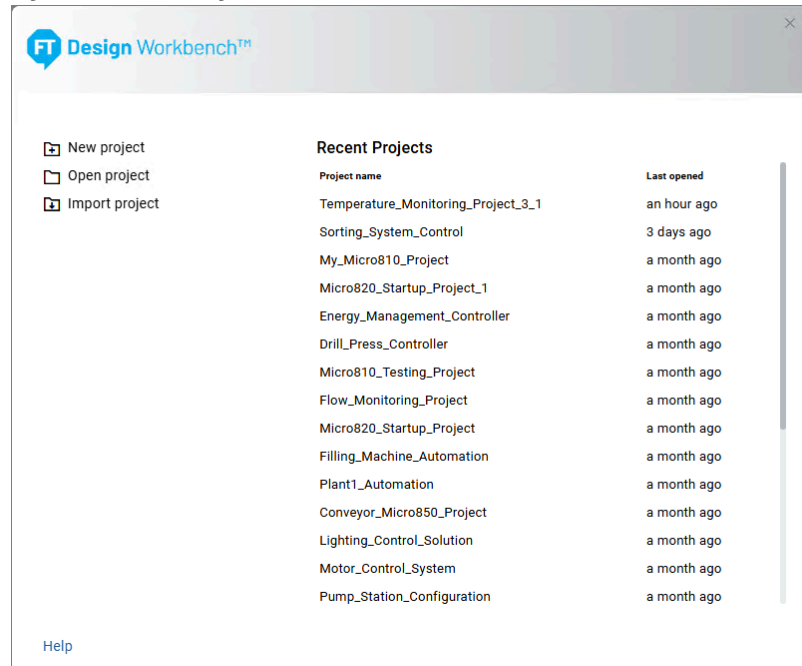 FT Design Workbench™
New project
Open project
Import project
Recent Projects
Project name Last opened
Temperature_Monitoring_Project_3_1 an hour ago
Sorting_System_Control 3 days ago
My_Micro810_Project a month ago
Micro820_Startup_Project_1 a month ago
Energy_Management_Controller a month ago
Drill_Press_Controller a month ago
Micro810_Testing_Project a month ago
Flow_Monitoring_Project a month ago
Micro820_Startup_Project a month ago
Filling_Machine_Automation a month ago
Plant1_Automation a month ago
Conveyor_Micro850_Project a month ago
Lighting_Control_Solution a month ago
Motor_Control_System a month ago
Pump_Station_Configuration a month ago
Help